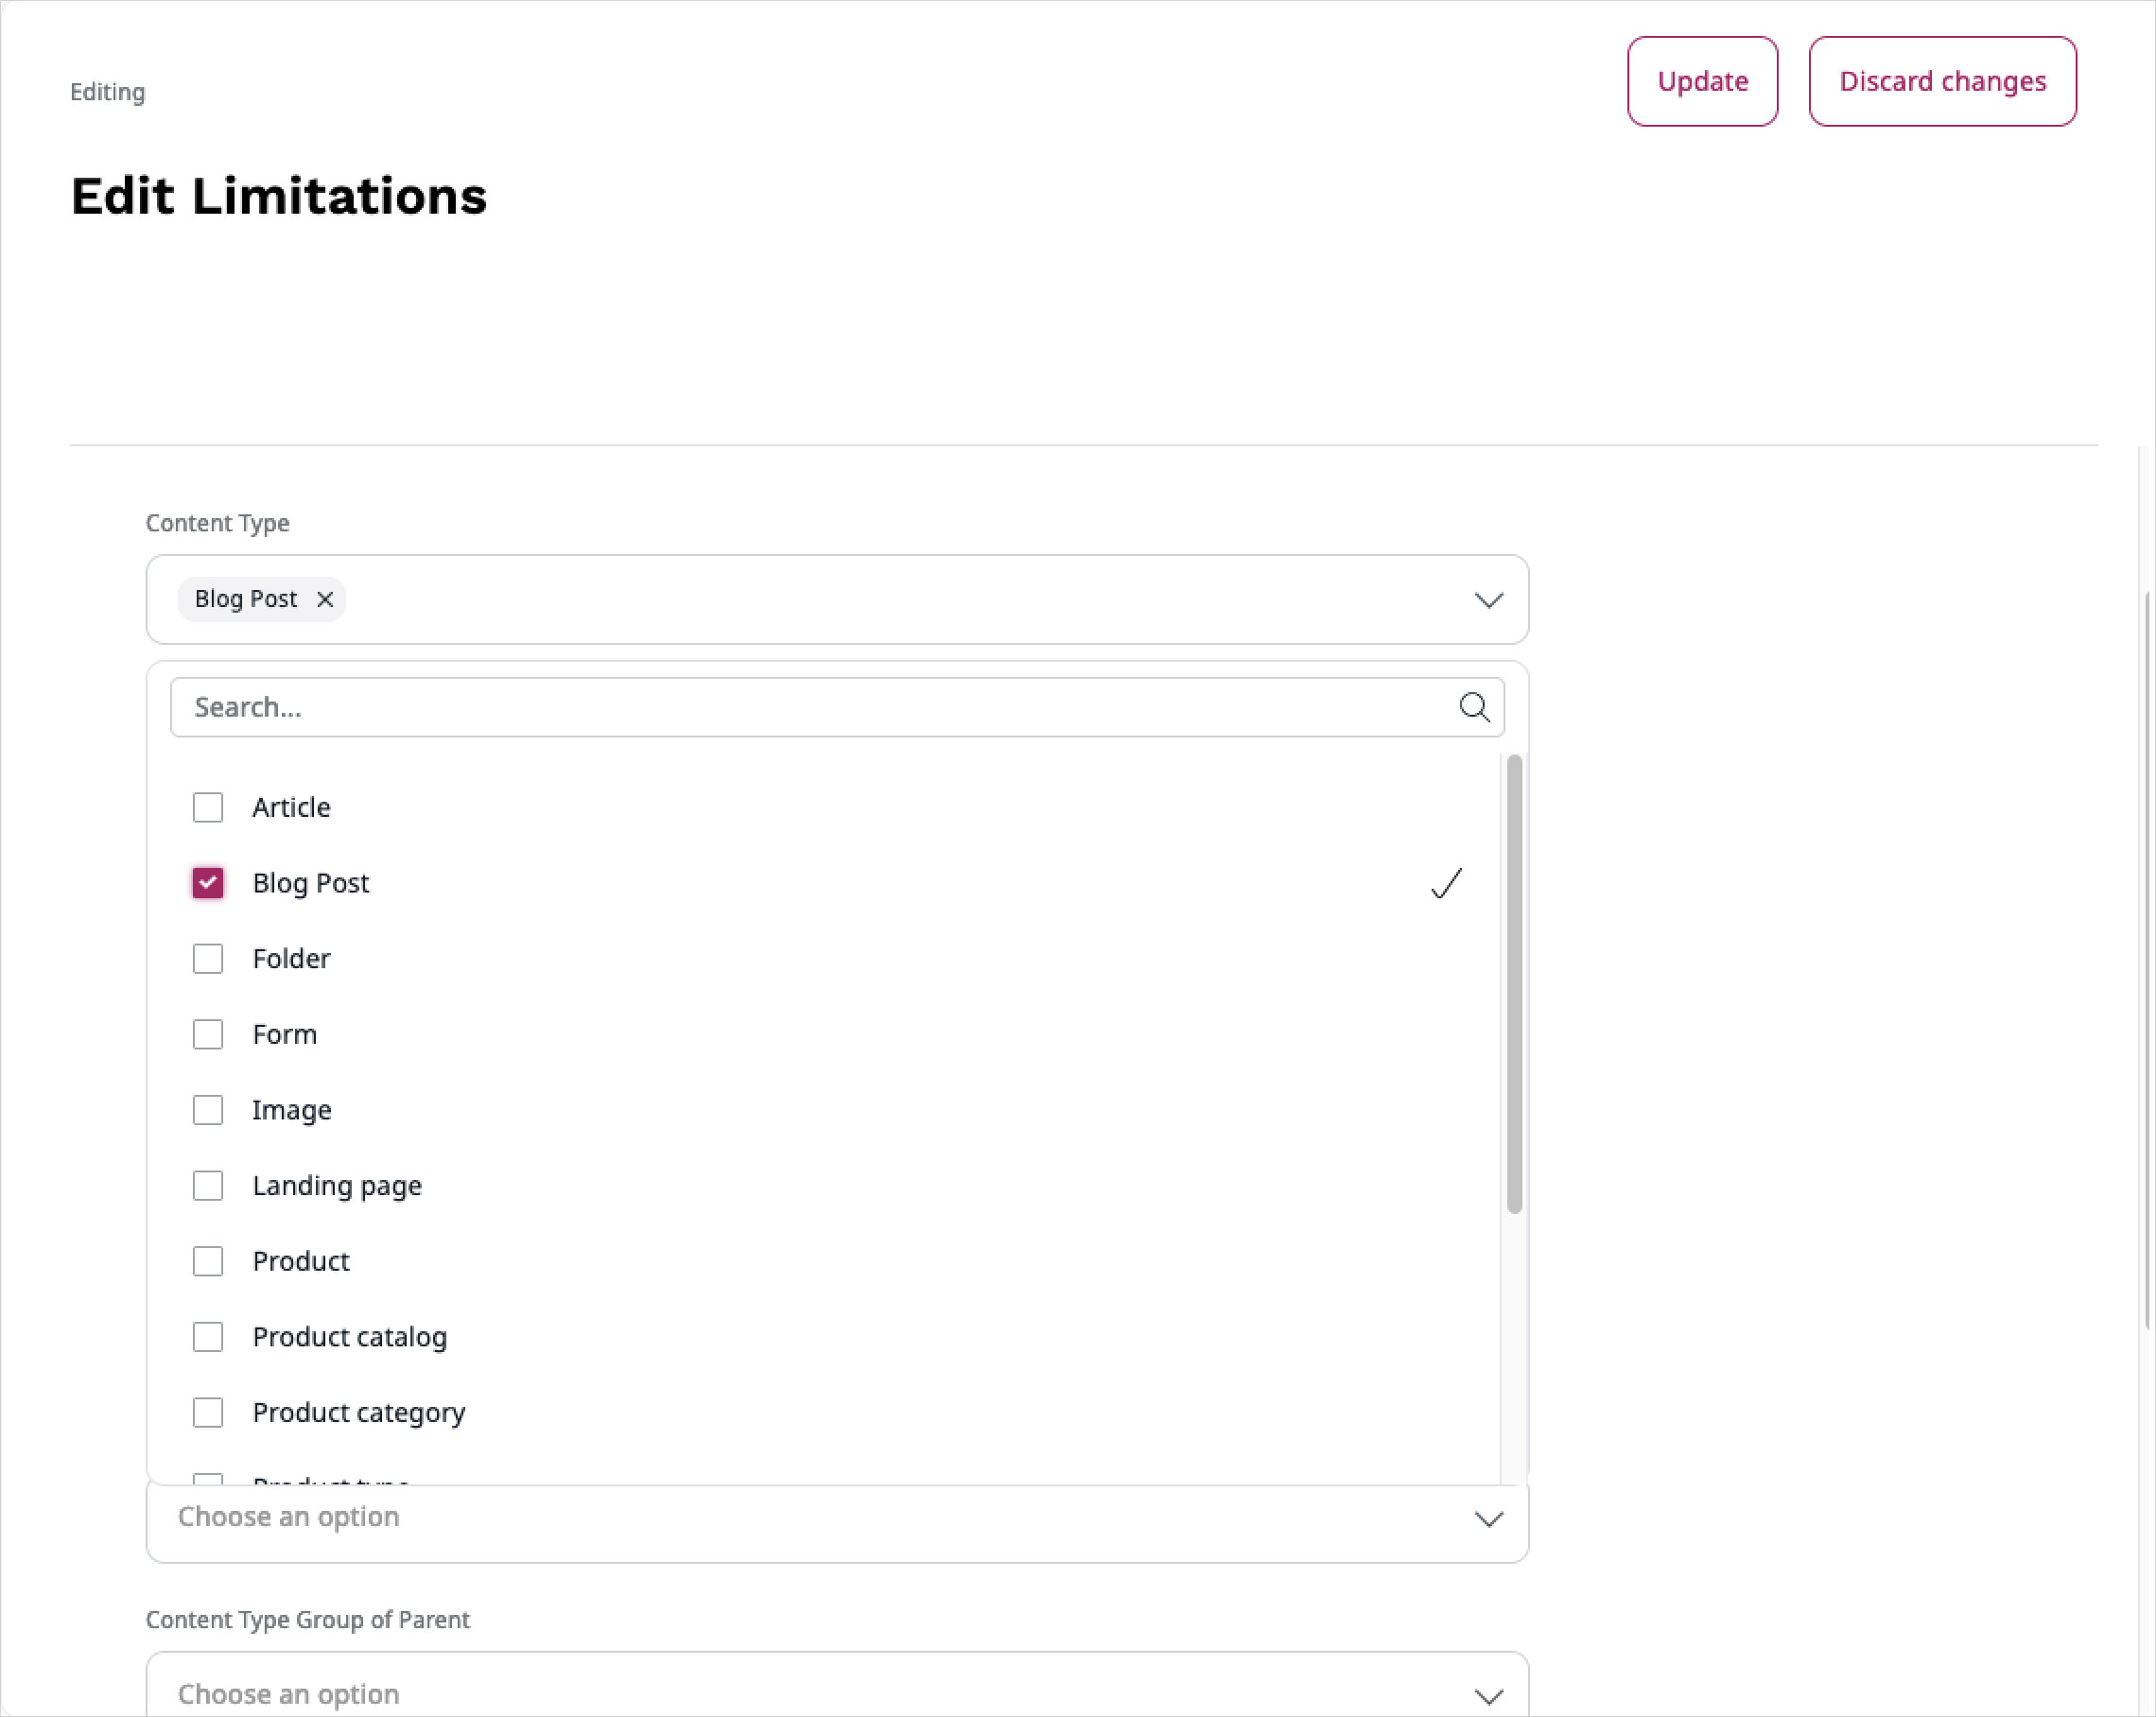 Editing
Update
Discard changes
Edit Limitations
Content Type
Blog Post
Search...
Article
Blog Post
Folder
Form
Image
Landing page
Product
Product catalog
Product category
Choose an option
Content Type Group of Parent
Choose an option